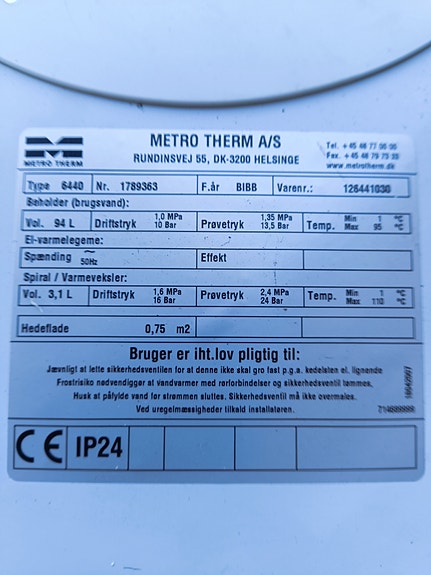 METRO THERM
METRO THERM A/S
RUNDINSVEJ 55, DK-3200 HELSINGE
Tel. +45 48 77 00 00
Fax. +45 48 79 73 33
www.metrotherm.dk
Type 6440 Nr. 1789363 F.år BIBB Varenr.: 126441030
Beholder (brugsvand):
Vol. 94 L Driftstryk 1,0 MPa 10 Bar Prøvetryk 1,35 MPa 13,5 Bar Temp. Min 1 °C Max 95 °C
El-varmelegeme:
Spænding ~ 50Hz Effekt
Spiral / Varmeveksler:
Vol. 3,1 L Driftstryk 1,6 MPa 16 Bar Prøvetryk 2,4 MPa 24 Bar Temp. Min 1 °C Max 110 °C
Hedeflade 0,75 m2
Bruger er iht.lov pligtig til:
Jævnligt at lette sikkerhedsventilen for at denne ikke skal gro fast p.g.a. kedelsten el, lignende
Frostrisiko nødvendiggør at vandvarmer med rørforbindelser og sikkerhedsventil tømmes,
Husk at påfylde vand før strømmen sluttes. Sikkerhedsventil må ikke overmales.
Ved uregelmæssigheder tilkald installatøren.
CE IP24